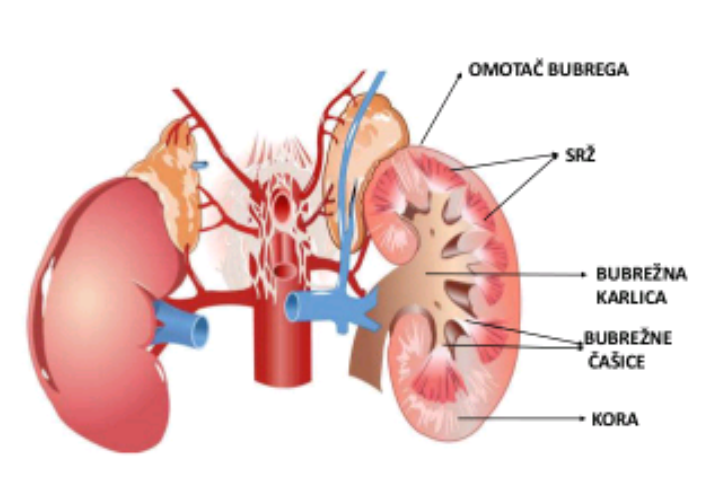 OMOTAČ BUBREGA
SRŽ
BUBREŽNA
KARLICA
BUBREŽNE
ČAŠICE
KORA